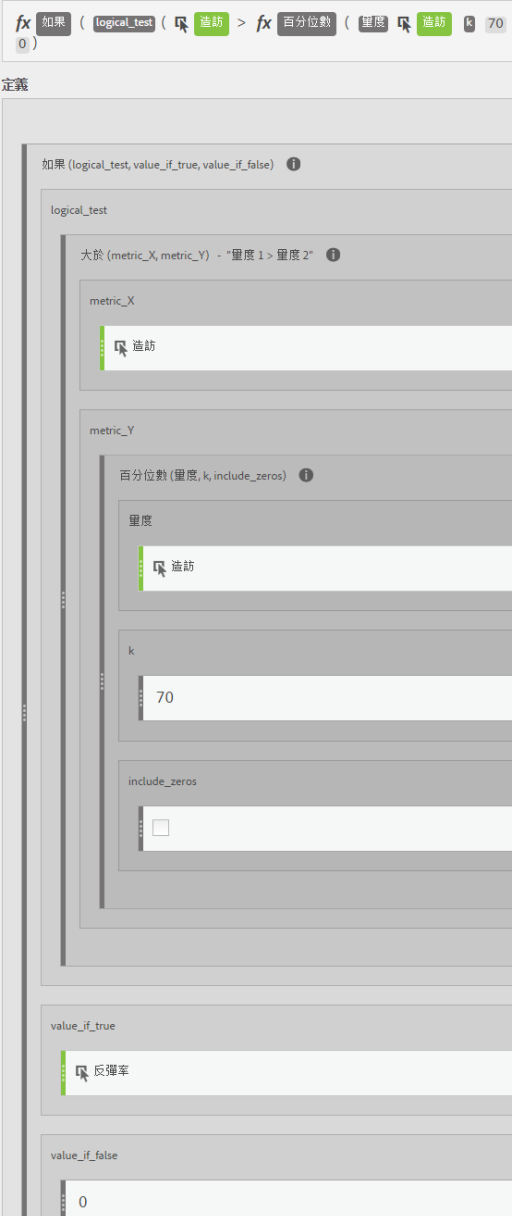 fx 如果 ( logical_test ( 造訪 > fx 百分位數 ( 量度 造訪 k 70
0 )
定義
如果 (logical_test, value_if_true, value_if_false)
logical_test
大於 (metric_X, metric_Y) - "量度 1 > 量度 2"
metric_X
造訪
metric_Y
百分位數 (量度, k, include_zeros)
量度
造訪
k
70
include_zeros
value_if_true
反彈率
value_if_false
0